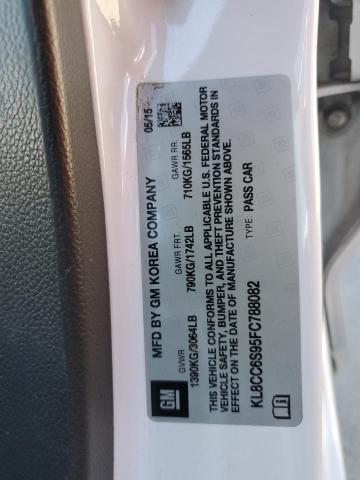 MFD BY GM KOREA COMPANY 05/15
GVWR GAWR FRT. GAWR RR.
1390KG/3064LB 790KG/1742LB 710KG/1565LB
THIS VEHICLE CONFORMS TO ALL APPLICABLE U.S. FEDERAL MOTOR
VEHICLE SAFETY, BUMPER, AND THEFT PREVENTION STANDARDS IN
EFFECT ON THE DATE OF MANUFACTURE SHOWN ABOVE.
KL8CC6S95FC788082 TYPE: PASS CAR
GM